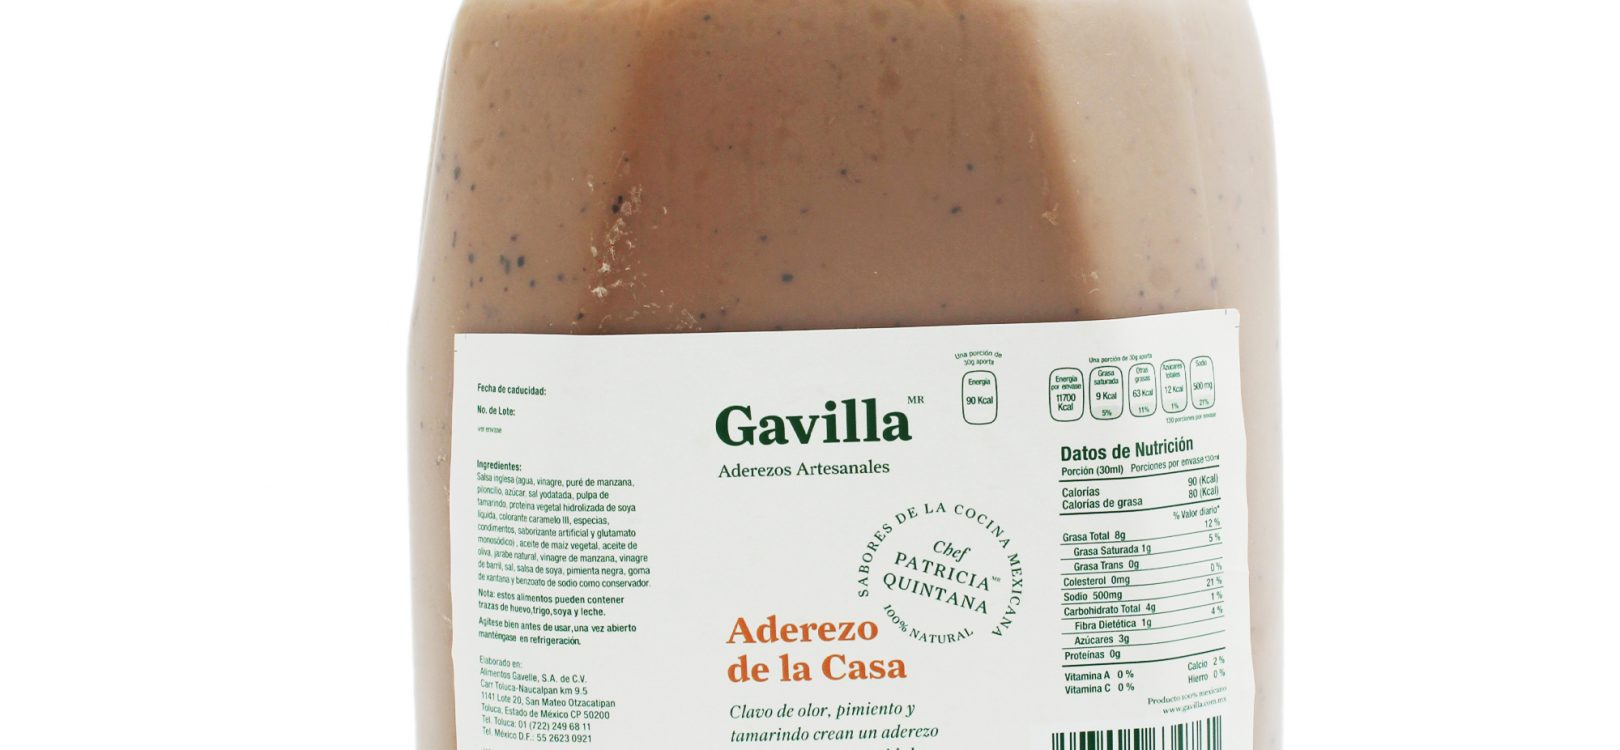 Fecha de caducidad:
No. de Lote:
ver envase
Ingredientes:
Salsa inglesa (agua, vinagre, puré de manzana,
piloncillo, azúcar, sal yodatada, pulpa de
tamarindo, proteína vegetal hidrolizada de soya
líquida, colorante caramelo III, especias,
condimentos, saborizante artificial y glutamato
monosódico), aceite de maíz vegetal, aceite de
oliva, jarabe natural, vinagre de manzana, vinagre
de barril, sal, salsa de soya, pimienta negra, goma
de xantana y benzoato de sodio como conservador.
Nota: estos alimentos pueden contener
trazas de huevo,trigo,soya y leche.
Agítese bien antes de usar,una vez abierto
manténgase en refrigeración.
Elaborado en:
Alimentos Gavelle, S.A. de C.V.
Carr Toluca-Naucalpan km 9.5
1141 Lote 20, San Mateo Otzacatipan
Toluca, Estado de México CP 50200
Tel. Toluca: 01 (722) 249 68 11
Tel. México D.F.: 55 2623 0921
Gavilla MR
Aderezos Artesanales
SABORES DE LA COCINA MEXICANA
Chef
PATRICIA MR
QUINTANA
100% NATURAL
Aderezo
de la Casa
Clavo de olor, pimiento y
tamarindo crean un aderezo
Una porción de
30g aporta
Energía
90 Kcal
Una porción de 30g aporta
Energía
por envase
11700
Kcal
Grasa
saturada
9 Kcal
5%
Otras
grasas
63 Kcal
11%
Azúcares
totales
12 Kcal
1%
Sodio
500 mg
21%
130 porciones por envase
Datos de Nutrición
Porción (30ml) Porciones por envase 130ml
Calorías 90 (Kcal)
Calorías de grasa 80 (Kcal)
% Valor diario*
Grasa Total 8g 12 %
Grasa Saturada 1g 5 %
Grasa Trans 0g
Colesterol 0mg 0 %
Sodio 500mg 21 %
Carbohidrato Total 4g 1 %
Fibra Dietética 1g 4 %
Azúcares 3g
Proteínas 0g
Vitamina A 0 % Calcio 2 %
Vitamina C 0 % Hierro 0 %
Producto 100% mexicano
www.gavilla.com.mx